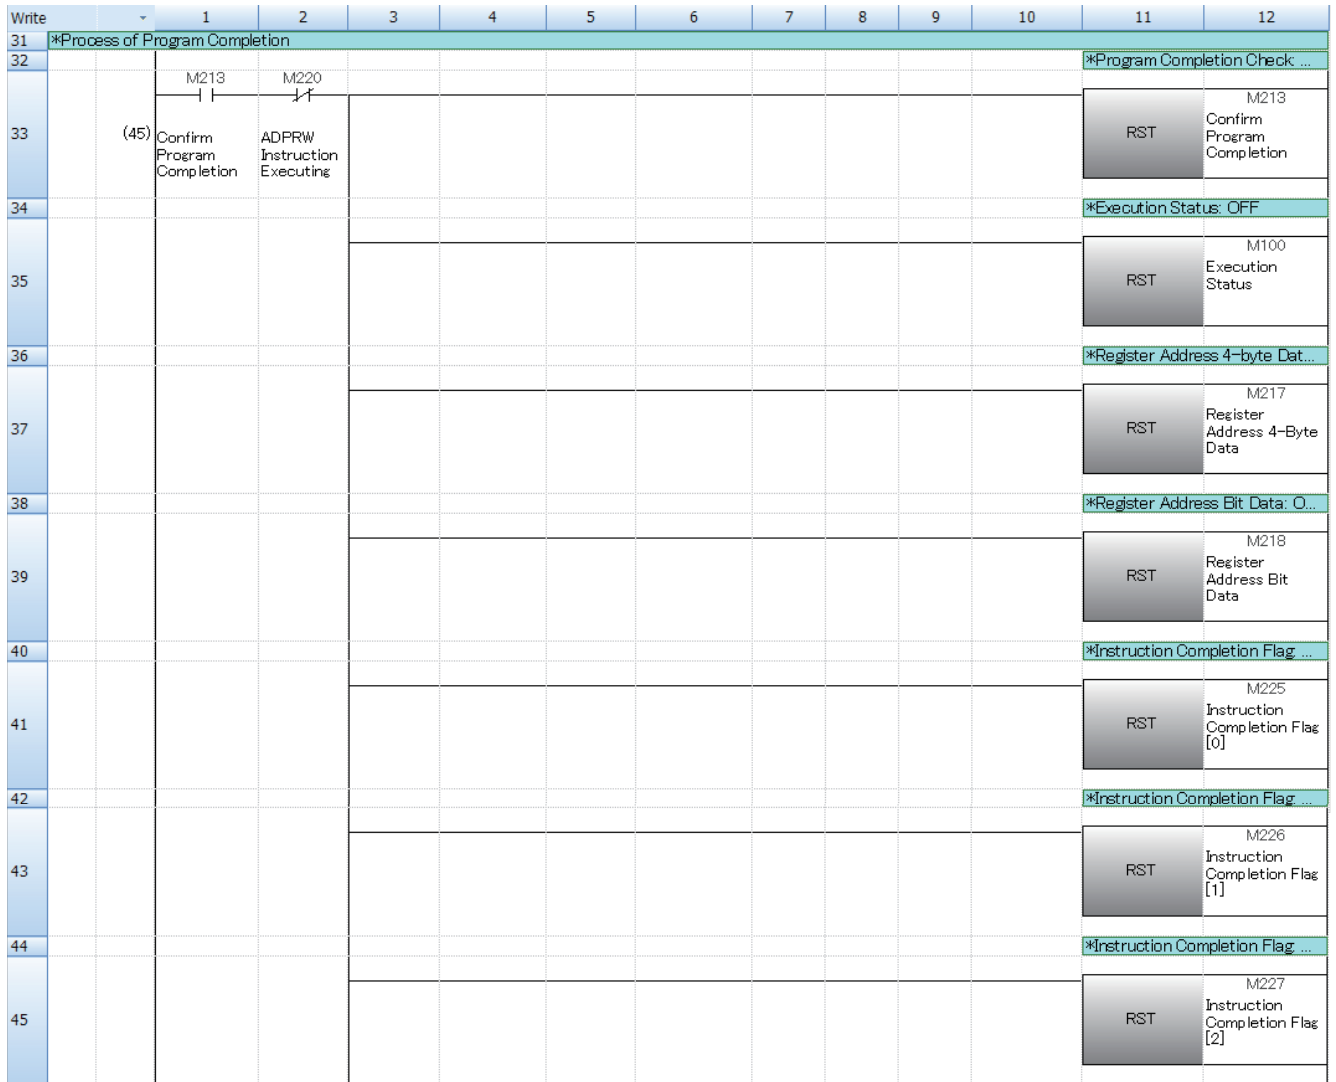 Write 1 2 3 4 5 6 7 8 9 10 11 12
31 *Process of Program Completion
32 *Program Completion Check: ...
M213 M220 M213
33 (45) RST
Confirm
Program
Completion
ADPRW
Instruction
Executing
Confirm
Program
Completion
34 *Execution Status: OFF
M100
35 RST
Execution
Status
36 *Register Address 4-byte Dat...
M217
37 RST
Register
Address 4-Byte
Data
38 *Register Address Bit Data: O...
M218
39 RST
Register
Address Bit
Data
40 *Instruction Completion Flag: ...
M225
41 RST
Instruction
Completion Flag
[0]
42 *Instruction Completion Flag: ...
M226
43 RST
Instruction
Completion Flag
[1]
44 *Instruction Completion Flag: ...
M227
45 RST
Instruction
Completion Flag
[2]